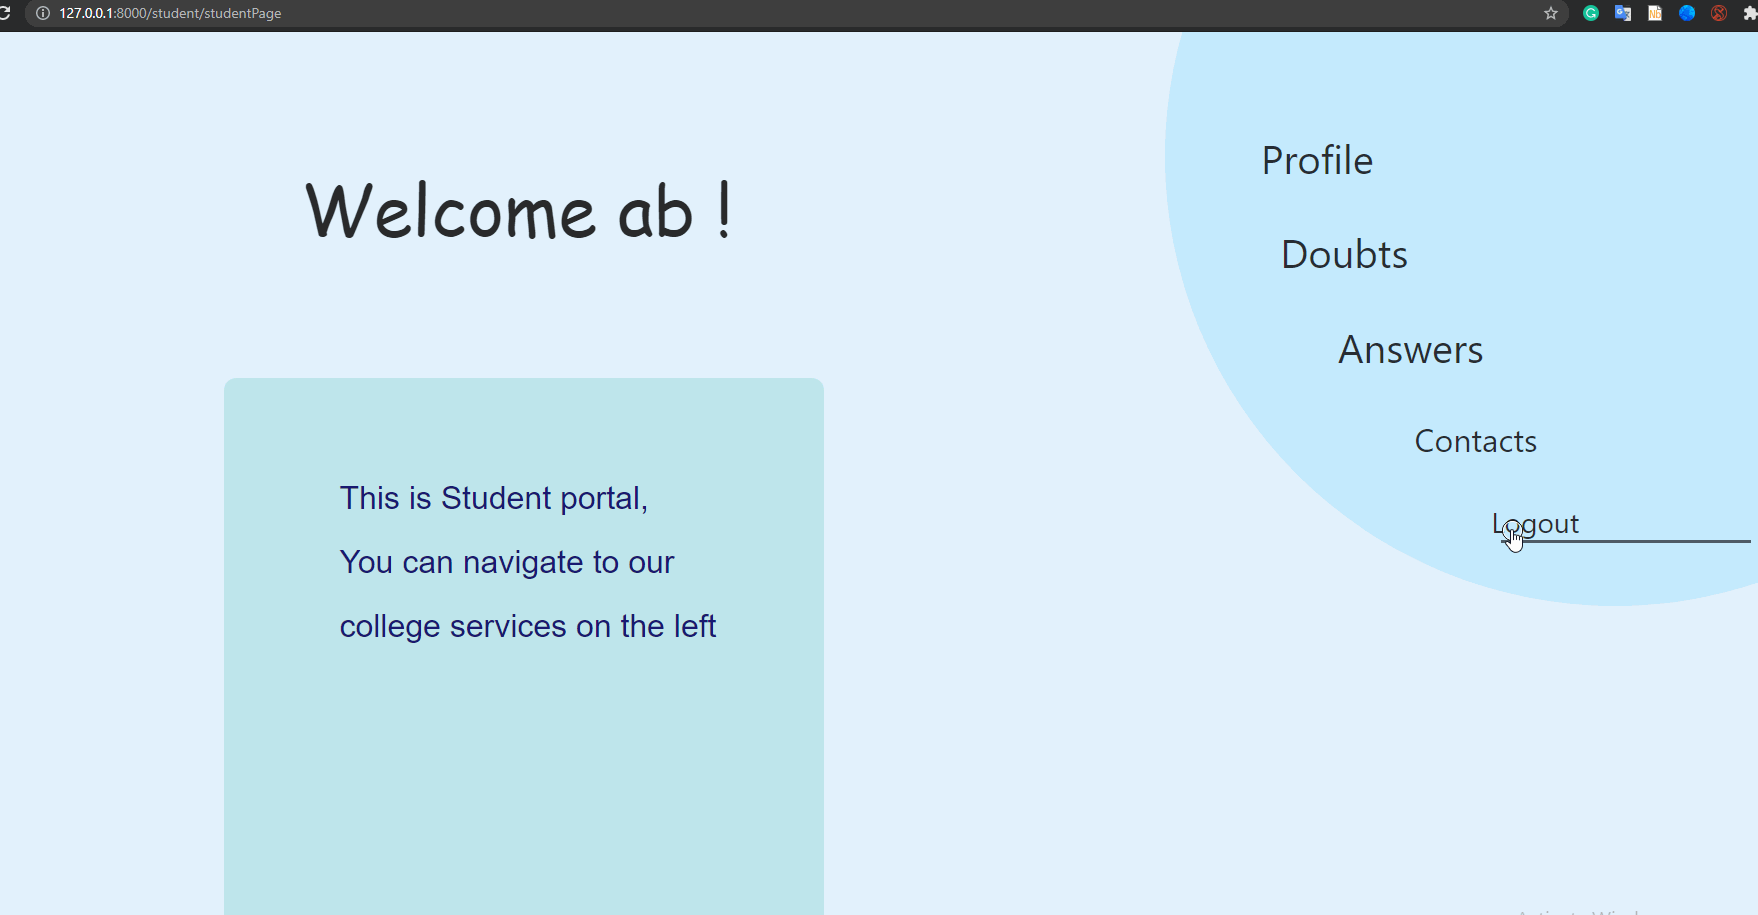 127.0.0.1:8000/student/studentPage
Welcome ab !
This is Student portal,
You can navigate to our
college services on the left
Profile
Doubts
Answers
Contacts
Logout